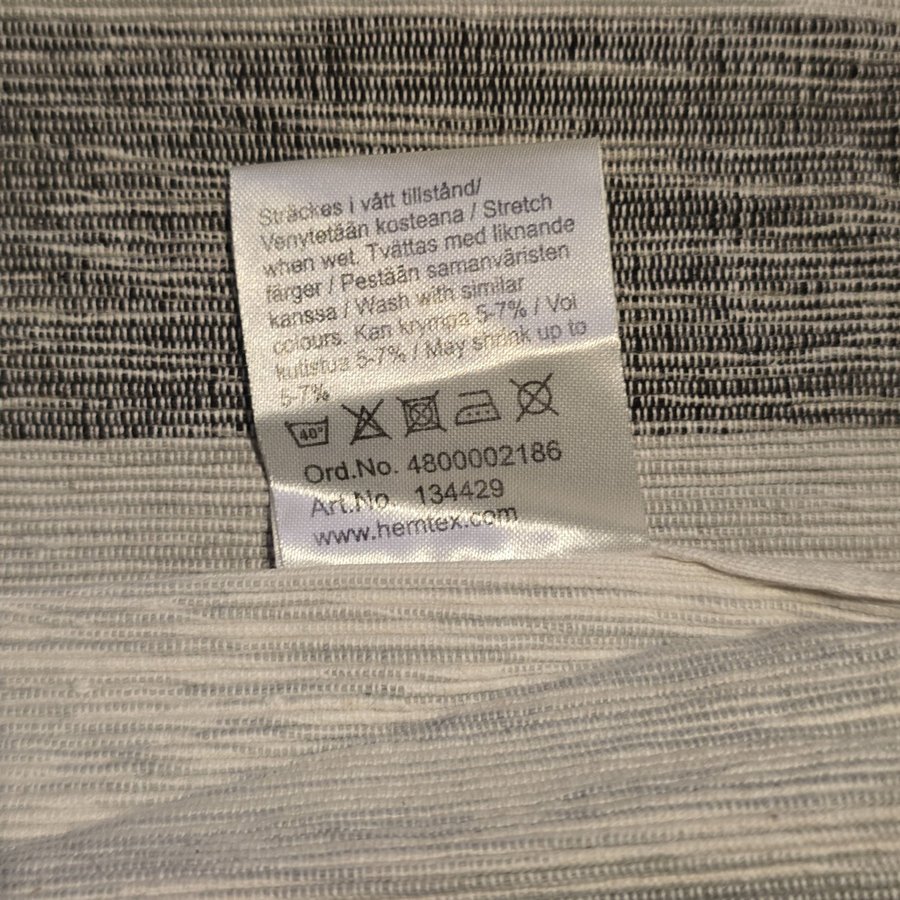 Sträckes i vått tillstånd/
Venytetään kosteana / Stretch
when wet. Tvättas med liknande
färger / Pestään samanväristen
kanssa / Wash with similar
colours. Kan krympa 5-7% / Voi
kutistua 5-7% / May shrink up to
5-7%
40°
Ord.No. 4800002186
Art.No. 134429
www.hemtex.com